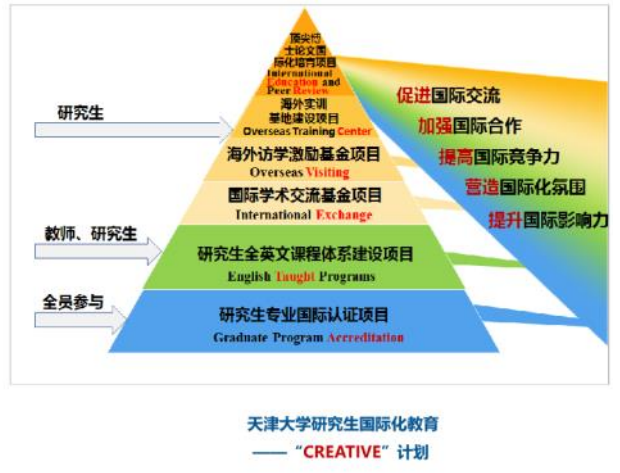 顶尖博
士论文国
际化培育项目
International
Education and
Peer Review
海外实训
基地建设项目
Overseas Training Center
海外访学激励基金项目
Overseas Visiting
国际学术交流基金项目
International Exchange
研究生全英文课程体系建设项目
English Taught Programs
研究生专业国际认证项目
Graduate Program Accreditation
研究生
教师、研究生
全员参与
促进国际交流
加强国际合作
提高国际竞争力
营造国际化氛围
提升国际影响力
天津大学研究生国际化教育
——“CREATIVE”计划